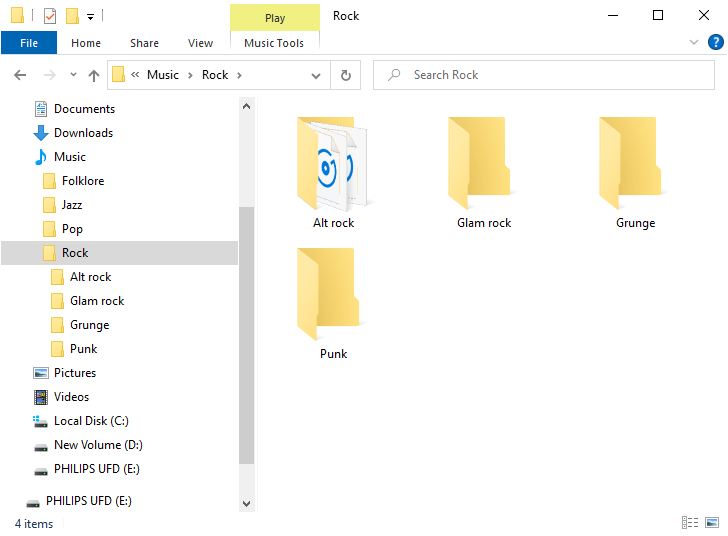 Play
Rock
File
Home
Share
View
Music Tools
?
« Music > Rock >
Search Rock
Documents
Downloads
Music
Folklore
Jazz
Pop
Rock
Alt rock
Glam rock
Grunge
Punk
Pictures
Videos
Local Disk (C:)
New Volume (D:)
PHILIPS UFD (E:)
PHILIPS UFD (E:)
Alt rock
Glam rock
Grunge
Punk
4 items